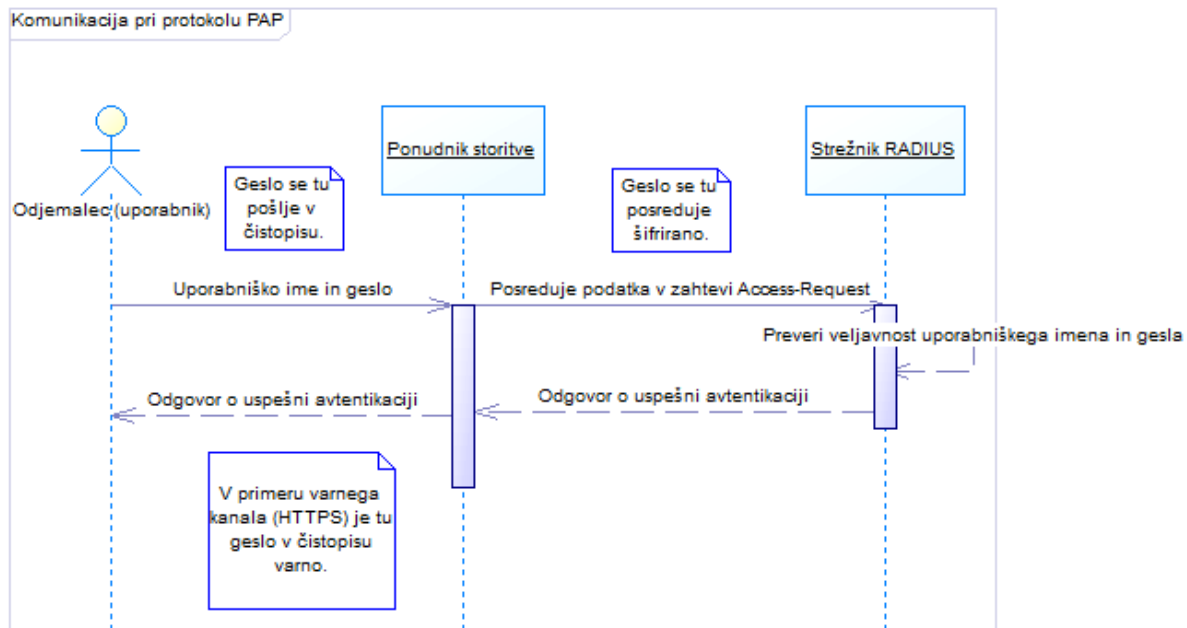 Komunikacija pri protokolu PAP
Odjemalec (uporabnik)
Geslo se tu
pošlje v
čistopisu.
Ponudnik storitve
Geslo se tu
posreduje
šifrirano.
Strežnik RADIUS
Uporabniško ime in geslo
Posreduje podatka v zahtevi Access-Request
Preveri veljavnost uporabniškega imena in gesla
Odgovor o uspešni avtentikaciji
Odgovor o uspešni avtentikaciji
V primeru varnega
kanala (HTTPS) je tu
geslo v čistopisu
varno.